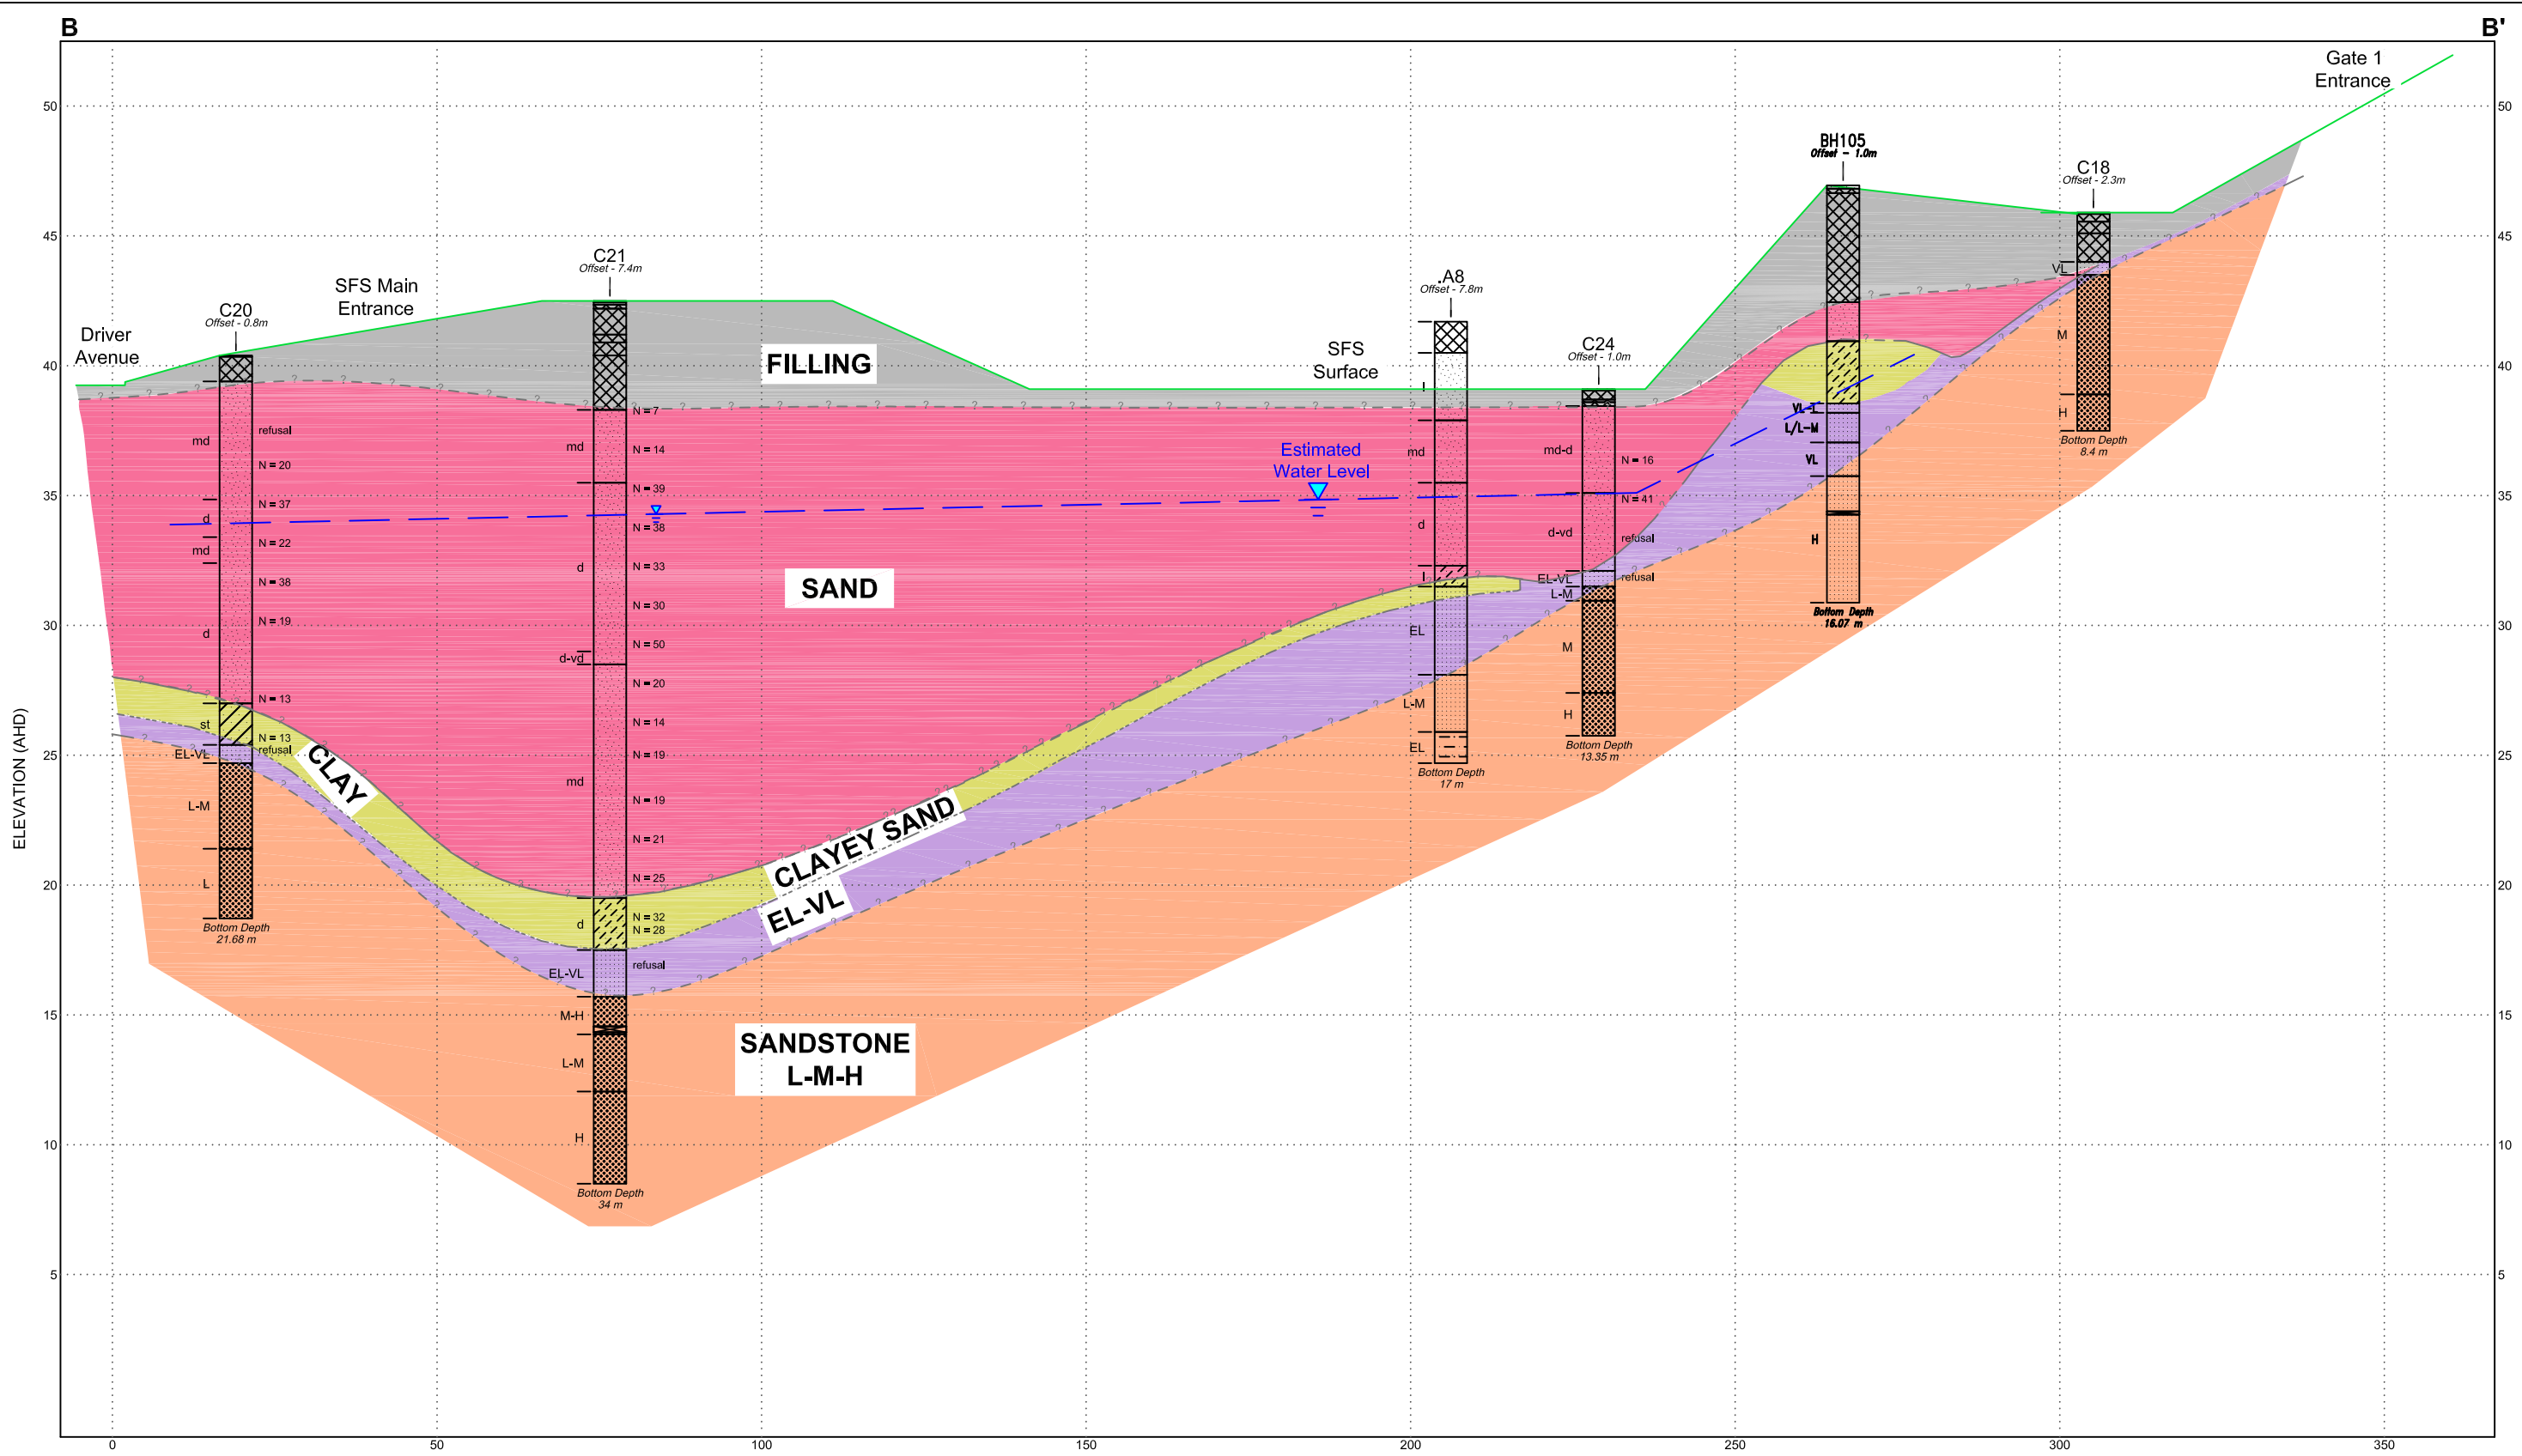 B
B'
Gate 1
Entrance
50
50
BH105
Offset - 1.0m
C18
Offset - 2.3m
45
45
C21
Offset - 7.4m
SFS Main
Entrance
.A8
Offset - 7.8m
C20
Offset - 0.8m
Driver
Avenue
SFS
Surface
C24
Offset - 1.0m
FILLING
40
40
VL
M
H
Bottom Depth
8.4 m
md
refusal
N = 20
N = 37
d
N = 22
md
N = 38
N = 19
d
N = 13
st
N = 13
refusal
EL-VL
L-M
L
Bottom Depth
21.68 m
N = 7
md
N = 14
N = 39
N = 38
d
N = 33
N = 30
N = 50
d-vd
N = 20
N = 14
N = 19
md
N = 19
N = 21
N = 25
d
N = 32
N = 28
EL-VL
refusal
M-H
L-M
H
Bottom Depth
34 m
Estimated
Water Level
l
md
d
l
EL
L-M
EL
Bottom Depth
17 m
md-d
N = 16
N = 41
d-vd
refusal
EL-VL
refusal
L-M
M
H
Bottom Depth
13.35 m
VL-L
L/L-M
VL
H
Bottom Depth
16.07 m
35
35
SAND
30
30
CLAY
25
25
CLAYEY SAND
EL-VL
20
20
15
15
SANDSTONE
L-M-H
10
10
5
5
ELEVATION (AHD)
0
50
100
150
200
250
300
350